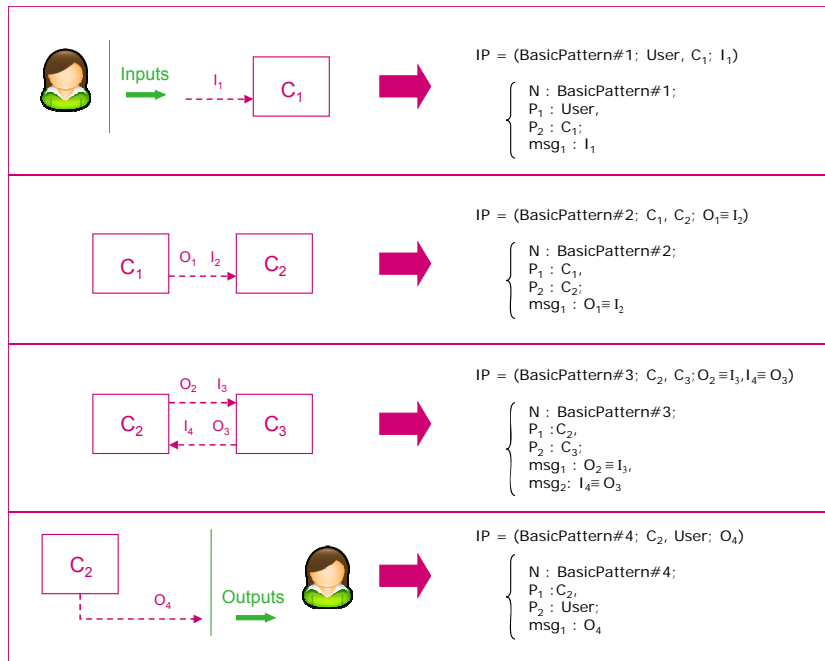 Inputs
I₁
C₁
IP = (BasicPattern#1; User, C₁; I₁)
N : BasicPattern#1;
P₁ : User,
P₂ : C₁;
msg₁ : I₁
C₁
O₁ I₂
C₂
IP = (BasicPattern#2; C₁, C₂; O₁≡I₂)
N : BasicPattern#2;
P₁ : C₁,
P₂ : C₂;
msg₁ : O₁≡I₂
O₂ I₃
C₂
C₃
I₄ O₃
IP = (BasicPattern#3; C₂, C₃;O₂≡I₃,I₄≡O₃)
N : BasicPattern#3;
P₁ :C₂,
P₂ : C₃;
msg₁ : O₂≡I₃,
msg₂: I₄≡O₃
C₂
O₄
Outputs
IP = (BasicPattern#4; C₂, User; O₄)
N : BasicPattern#4;
P₁ :C₂,
P₂ : User;
msg₁ : O₄